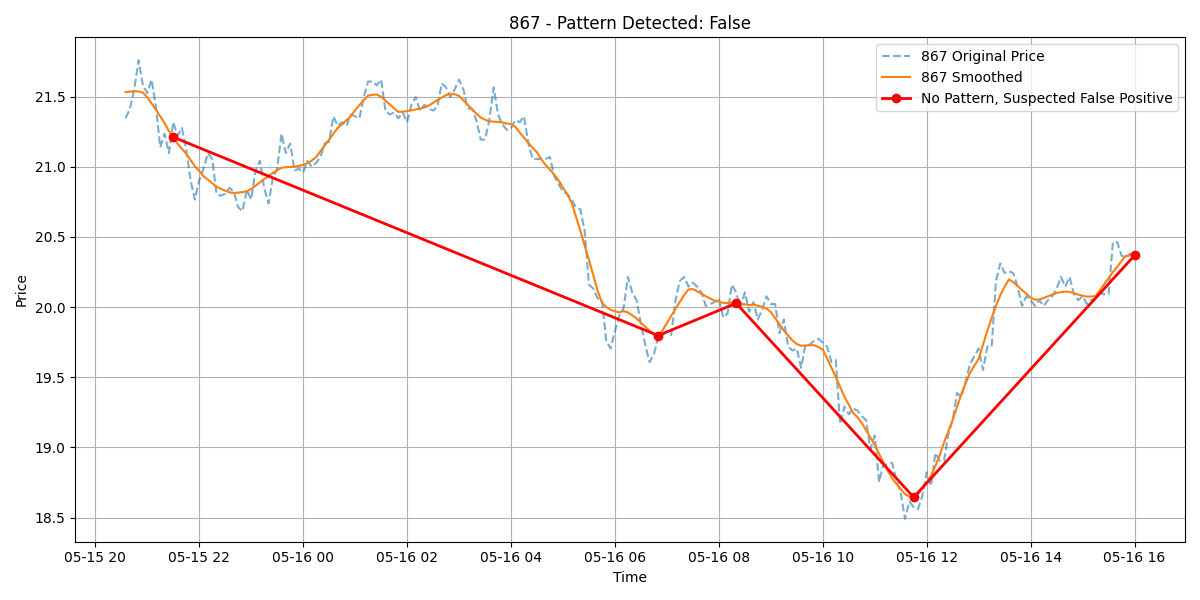 867 - Pattern Detected: False
867 Original Price
867 Smoothed
No Pattern, Suspected False Positive
Price
21.5
21.0
20.5
20.0
19.5
19.0
18.5
05-15 20 05-15 22 05-16 00 05-16 02 05-16 04 05-16 06 05-16 08 05-16 10 05-16 12 05-16 14 05-16 16
Time